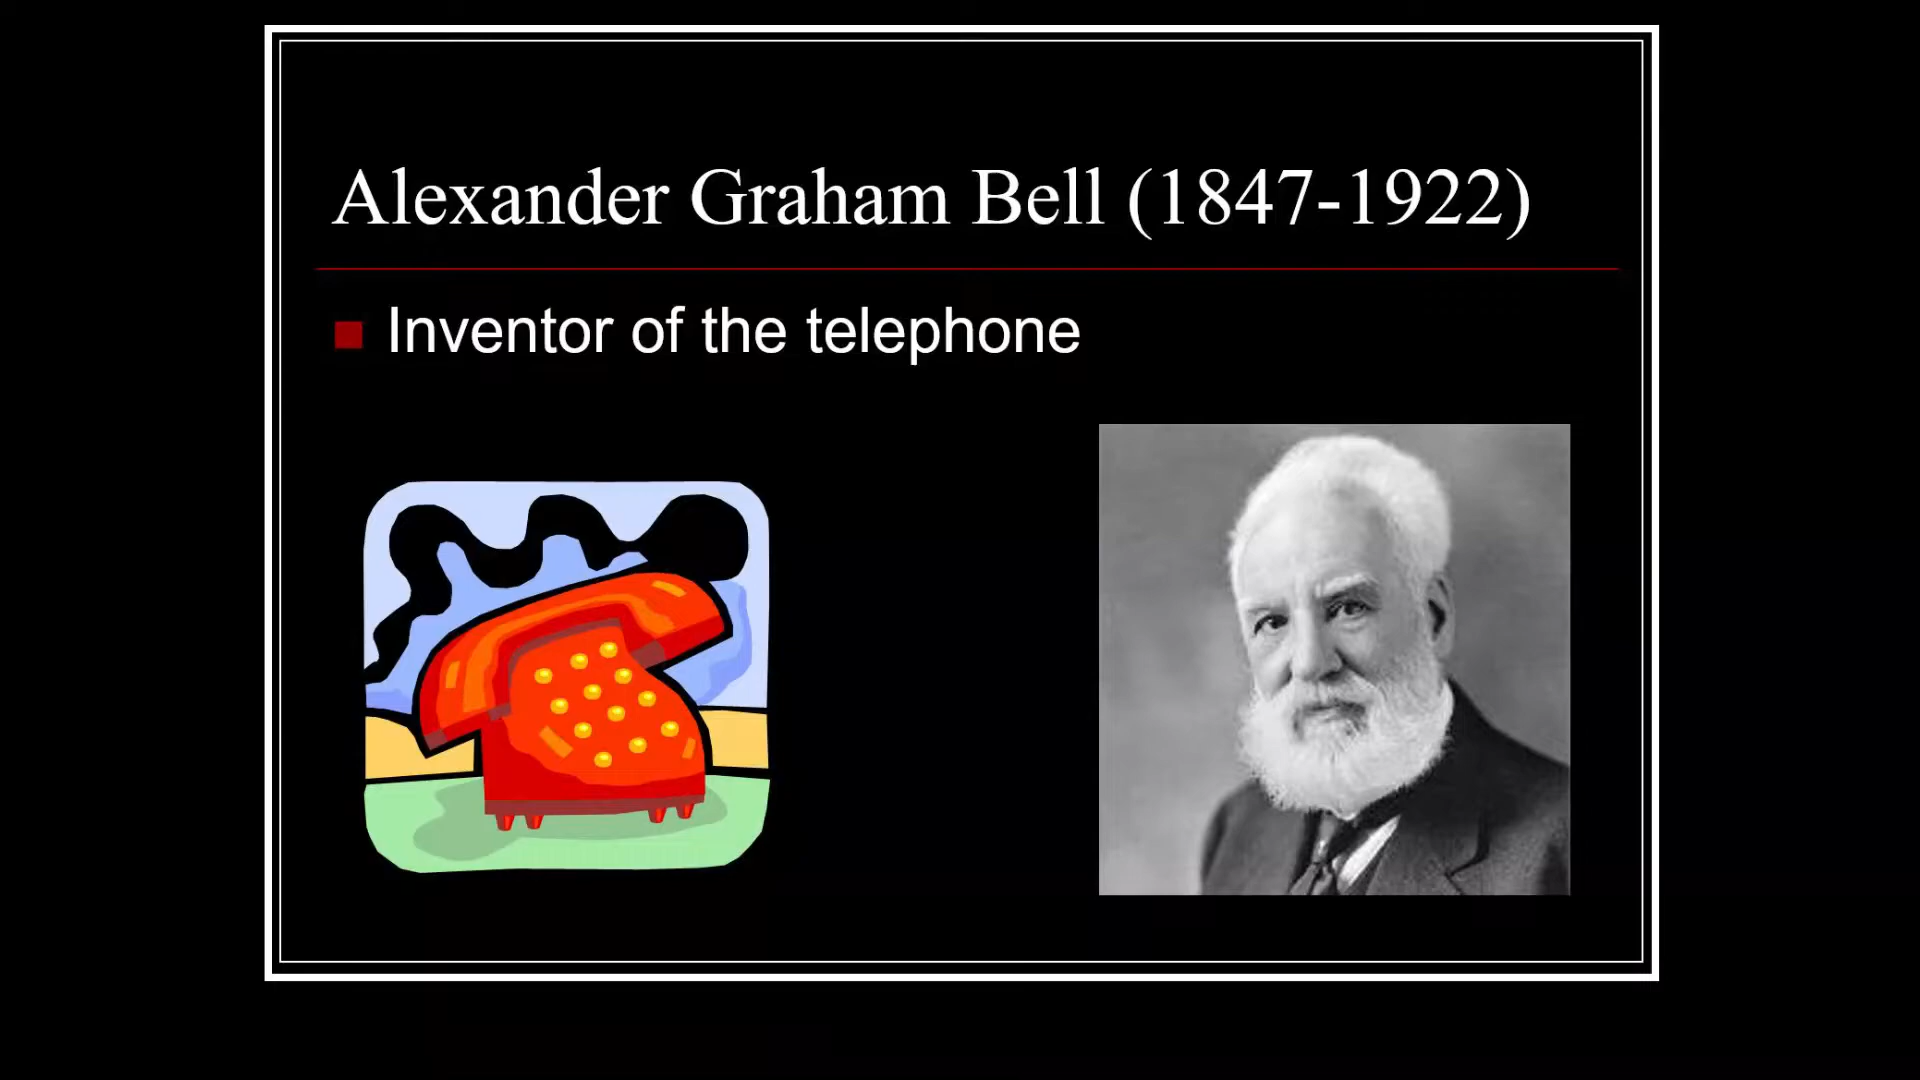 Alexander Graham Bell (1847-1922)
Inventor of the telephone